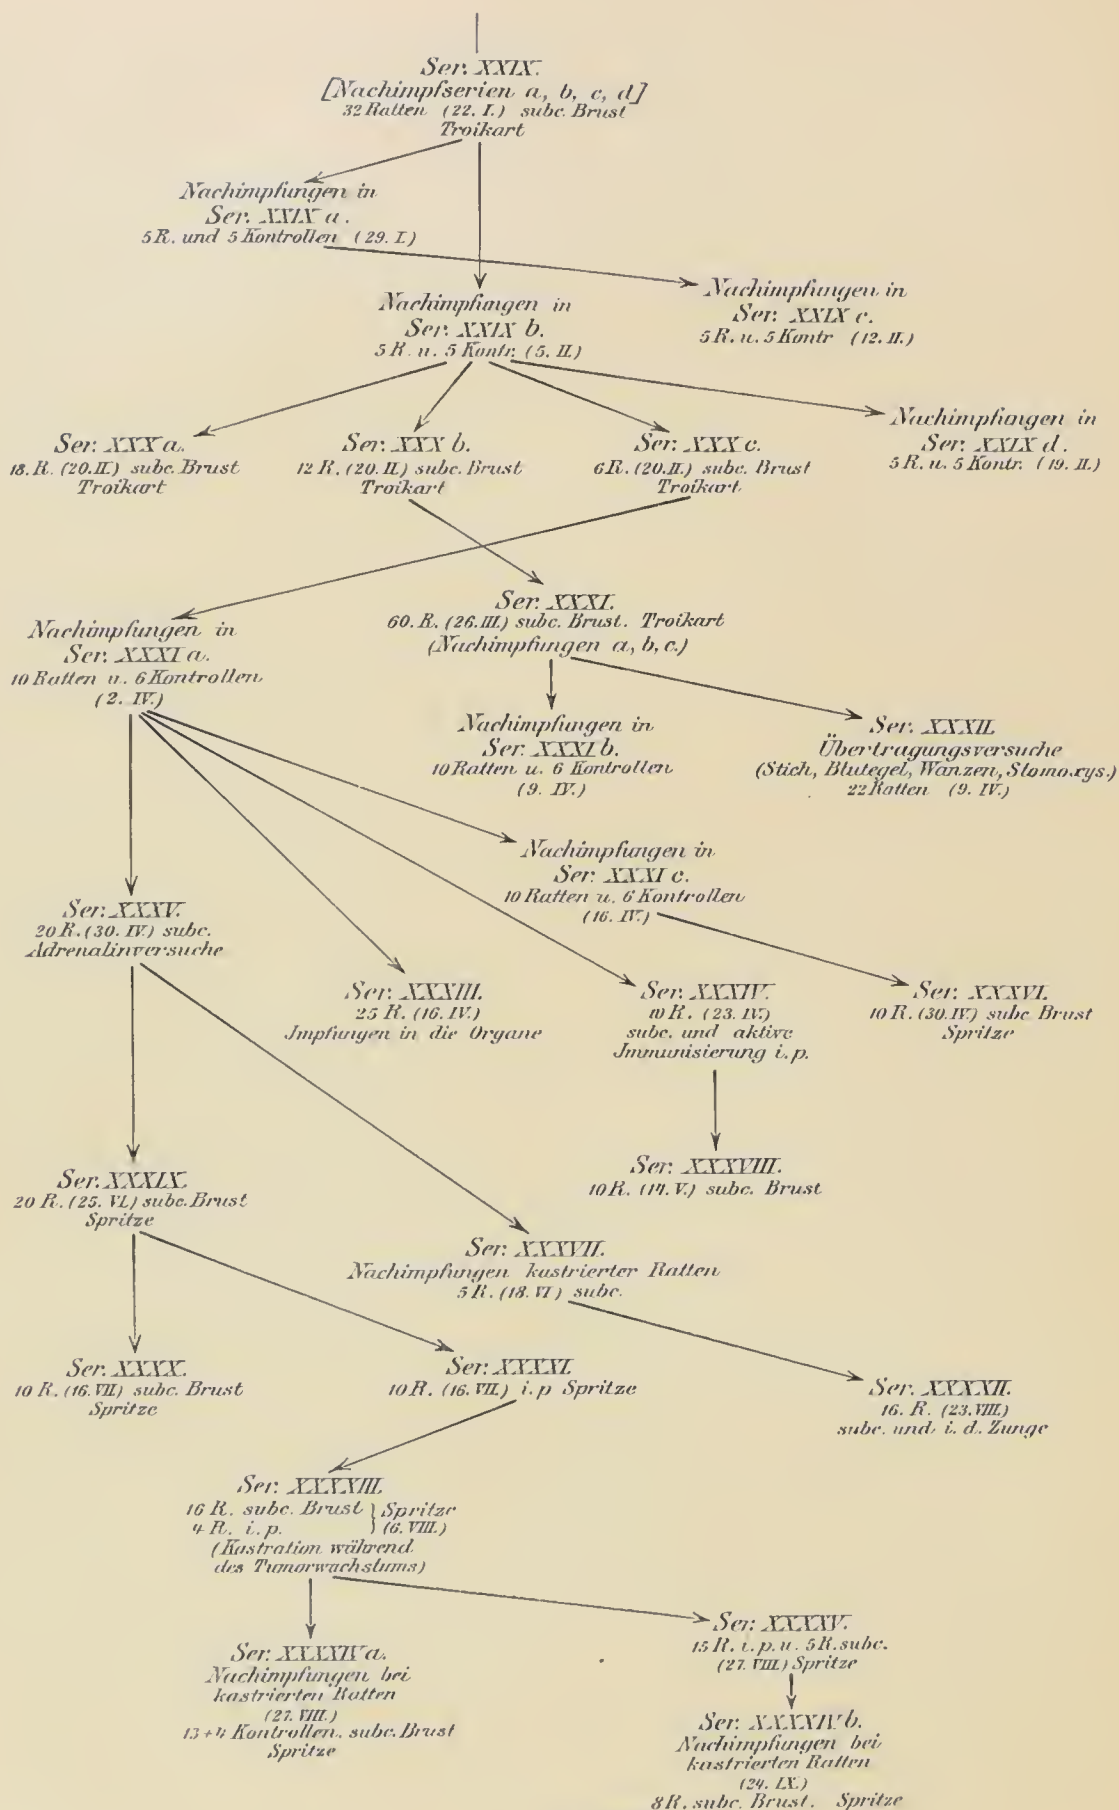 Ser. XXIX.
[Nachimpfserien a, b, c, d]
32 Ratten (22. I.) subc. Brust
Troikart
Nachimpfungen in
Ser. XXIX a.
5 R. und 5 Kontrollen (29. I.)
Nachimpfungen in
Ser. XXIX b.
5 R. u. 5 Kontr. (5. II.)
Nachimpfungen in
Ser. XXIX c.
5 R. u. 5 Kontr (12. II.)
Ser. XXX a.
18. R. (20. II.) subc. Brust
Troikart
Ser. XXX b.
12 R. (20. II.) subc. Brust
Troikart
Ser. XXX c.
6 R. (20. II.) subc. Brust
Troikart
Nachimpfungen in
Ser. XXIX d.
5 R. u. 5 Kontr. (19. II.)
Nachimpfungen in
Ser. XXXI a.
10 Ratten u. 6 Kontrollen
(2. IV.)
Ser. XXXI.
60. R. (26. III.) subc. Brust. Troikart
(Nachimpfungen a, b, c.)
Nachimpfungen in
Ser. XXXI b.
10 Ratten u. 6 Kontrollen
(9. IV.)
Ser. XXXII.
Übertragungsversuche
(Stich, Blutegel, Wanzen, Stomoxys.)
22 Ratten (9. IV.)
Nachimpfungen in
Ser. XXXI c.
10 Ratten u. 6 Kontrollen
(16. IV.)
Ser. XXXV.
20 R. (30. IV.) subc.
Adrenalinversuche
Ser. XXXIII.
25 R. (16. IV.)
Jmpfungen in die Organe
Ser. XXXIV.
10 R. (23. IV.)
subc. und aktive
Jmmunisierung i. p.
Ser. XXXVI.
10 R. (30. IV.) subc. Brust
Spritze
Ser. XXXVIII.
10 R. (14. V.) subc. Brust
Ser. XXXIX.
20 R. (25. VI.) subc. Brust
Spritze
Ser. XXXVII.
Nachimpfungen kastrierter Ratten
5 R. (18. VI) subc.
Ser. XXXX.
10 R. (16. VII) subc. Brust
Spritze
Ser. XXXXI.
10 R. (16. VII.) i. p Spritze
Ser. XXXXII.
16. R. (23. VIII.)
subc. und i. d. Zunge
Ser. XXXXIII.
16 R. subc. Brust } Spritze
4 R. i. p. } (6. VIII.)
(Kastration während
des Tumorwachstums)
Ser. XXXXIV a.
Nachimpfungen bei
kastrierten Ratten
(27. VIII.)
13 + 4 Kontrollen. subc. Brust
Spritze
Ser. XXXXV.
15 R. i. p. u. 5 R. subc.
(27. VIII.) Spritze
Ser. XXXXIV b.
Nachimpfungen bei
kastrierten Ratten
(24. IX.)
8 R. subc. Brust. Spritze